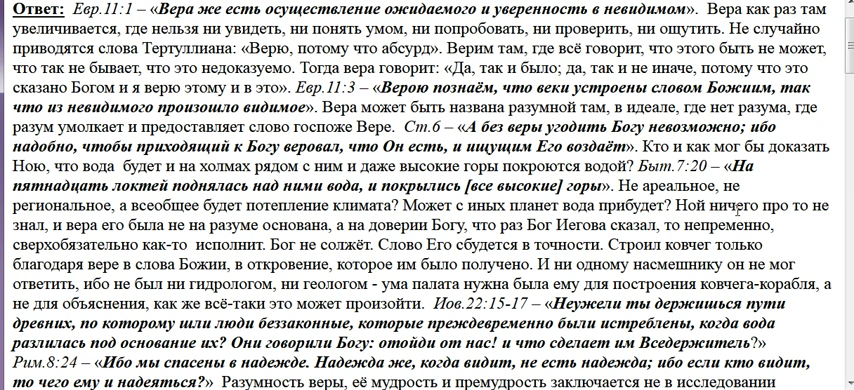 Ответ: Евр.11:1 – «Вера же есть осуществление ожидаемого и уверенность в невидимом». Вера как раз там
увеличивается, где нельзя ни увидеть, ни понять умом, ни попробовать, ни проверить, ни ощутить. Не случайно
приводятся слова Тертуллиана: «Верю, потому что абсурд». Верим там, где всё говорит, что этого быть не может,
что так не бывает, что это недоказуемо. Тогда вера говорит: «Да, так и было; да, так и не иначе, потому что это
сказано Богом и я верю этому и в это». Евр.11:3 – «Верою познаём, что веки устроены словом Божиим, так
что из невидимого произошло видимое». Вера может быть названа разумной там, в идеале, где нет разума, где
разум умолкает и предоставляет слово госпоже Вере. Ст.6 – «А без веры угодить Богу невозможно; ибо
надобно, чтобы приходящий к Богу веровал, что Он есть, и ищущим Его воздаёт». Кто и как мог бы доказать
Ною, что вода будет и на холмах рядом с ним и даже высокие горы покроются водой? Быт.7:20 – «На
пятнадцать локтей поднялась над ними вода, и покрылись [все высокие] горы». Не ареальное, не
региональное, а всеобщее будет потепление климата? Может с иных планет вода прибудет? Ной ничего про то не
знал, и вера его была не на разуме основана, а на доверии Богу, что раз Бог Иегова сказал, то непременно,
сверхобязательно как-то исполнит. Бог не солжёт. Слово Его сбудется в точности. Строил ковчег только
благодаря вере в слова Божии, в откровение, которое им было получено. И ни одному насмешнику он не мог
ответить, ибо не был ни гидрологом, ни геологом - ума палата нужна была ему для построения ковчега-корабля, а
не для объяснения, как же всё-таки это может произойти. Иов.22:15-17 – «Неужели ты держишься пути
древних, по которому шли люди беззаконные, которые преждевременно были истреблены, когда вода
разлилась под основание их? Они говорили Богу: отойди от нас! и что сделает им Вседержитель?»
Рим.8:24 – «Ибо мы спасены в надежде. Надежда же, когда видит, не есть надежда; ибо если кто видит,
то чего ему и надеяться?» Разумность веры, её мудрость и премудрость заключается не в исследовании